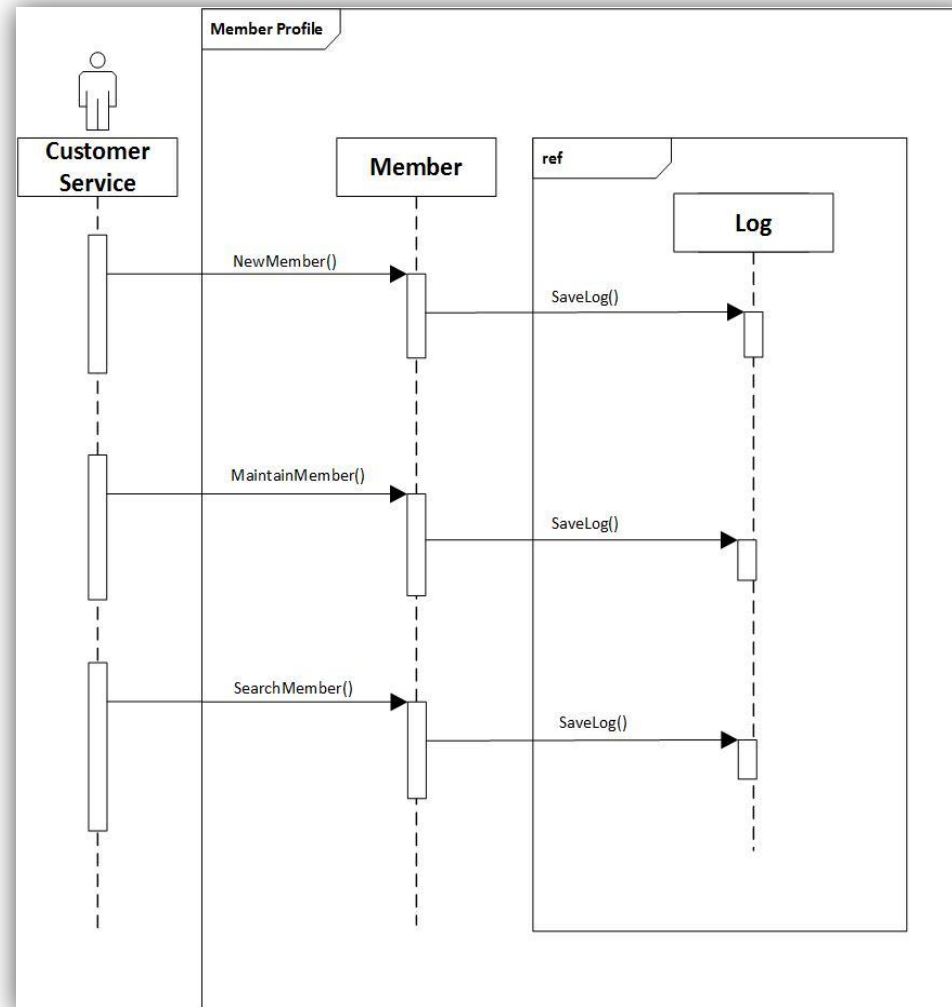 Member Profile
Customer
Service
Member
ref
Log
NewMember()
SaveLog()
MaintainMember()
SaveLog()
SearchMember()
SaveLog()